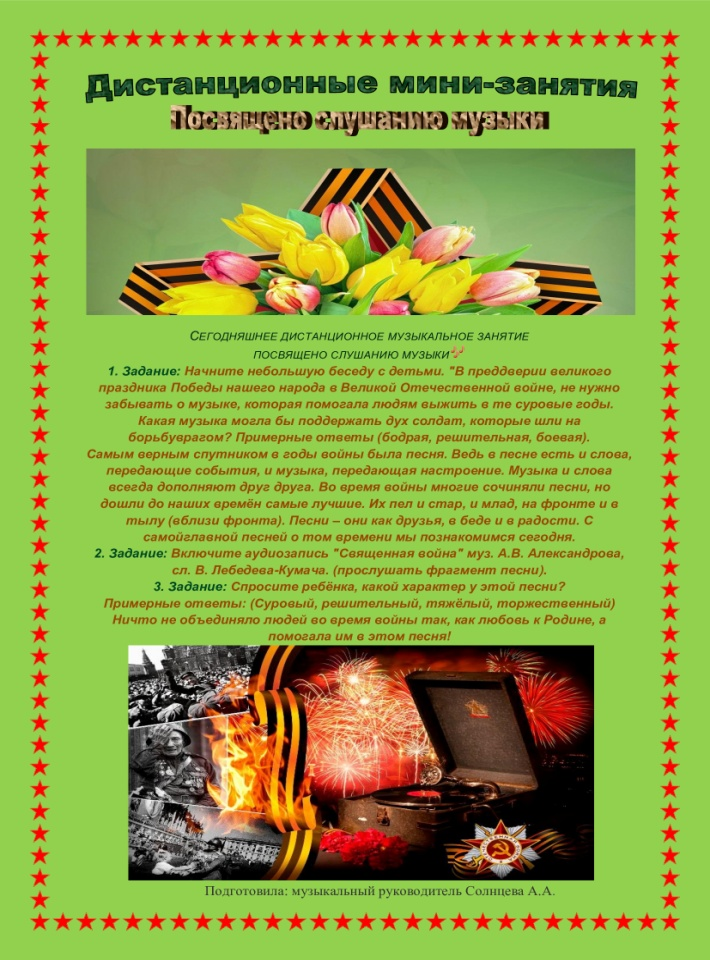 Дистанционные мини-занятия
Посвящено слушанию музыки
Сегодняшнее дистанционное музыкальное занятие
посвящено слушанию музыки
1. Задание: Начните небольшую беседу с детьми. "В преддверии великого
праздника Победы нашего народа в Великой Отечественной войне, не нужно
забывать о музыке, которая помогала людям выжить в те суровые годы.
Какая музыка могла бы поддержать дух солдат, которые шли на
борьбуврагом? Примерные ответы (бодрая, решительная, боевая).
Самым верным спутником в годы войны была песня. Ведь в песне есть и слова,
передающие события, и музыка, передающая настроение. Музыка и слова
всегда дополняют друг друга. Во время войны многие сочиняли песни, но
дошли до наших времён самые лучшие. Их пел и стар, и млад, на фронте и в
тылу (вблизи фронта). Песни – они как друзья, в беде и в радости. С
самойглавной песней о том времени мы познакомимся сегодня.
2. Задание: Включите аудиозапись "Священная война" муз. А.В. Александрова,
сл. В. Лебедева-Кумача. (прослушать фрагмент песни).
3. Задание: Спросите ребёнка, какой характер у этой песни?
Примерные ответы: (Суровый, решительный, тяжёлый, торжественный)
Ничто не объединяло людей во время войны так, как любовь к Родине, а
помогала им в этом песня!
Подготовила: музыкальный руководитель Солнцева А.А.